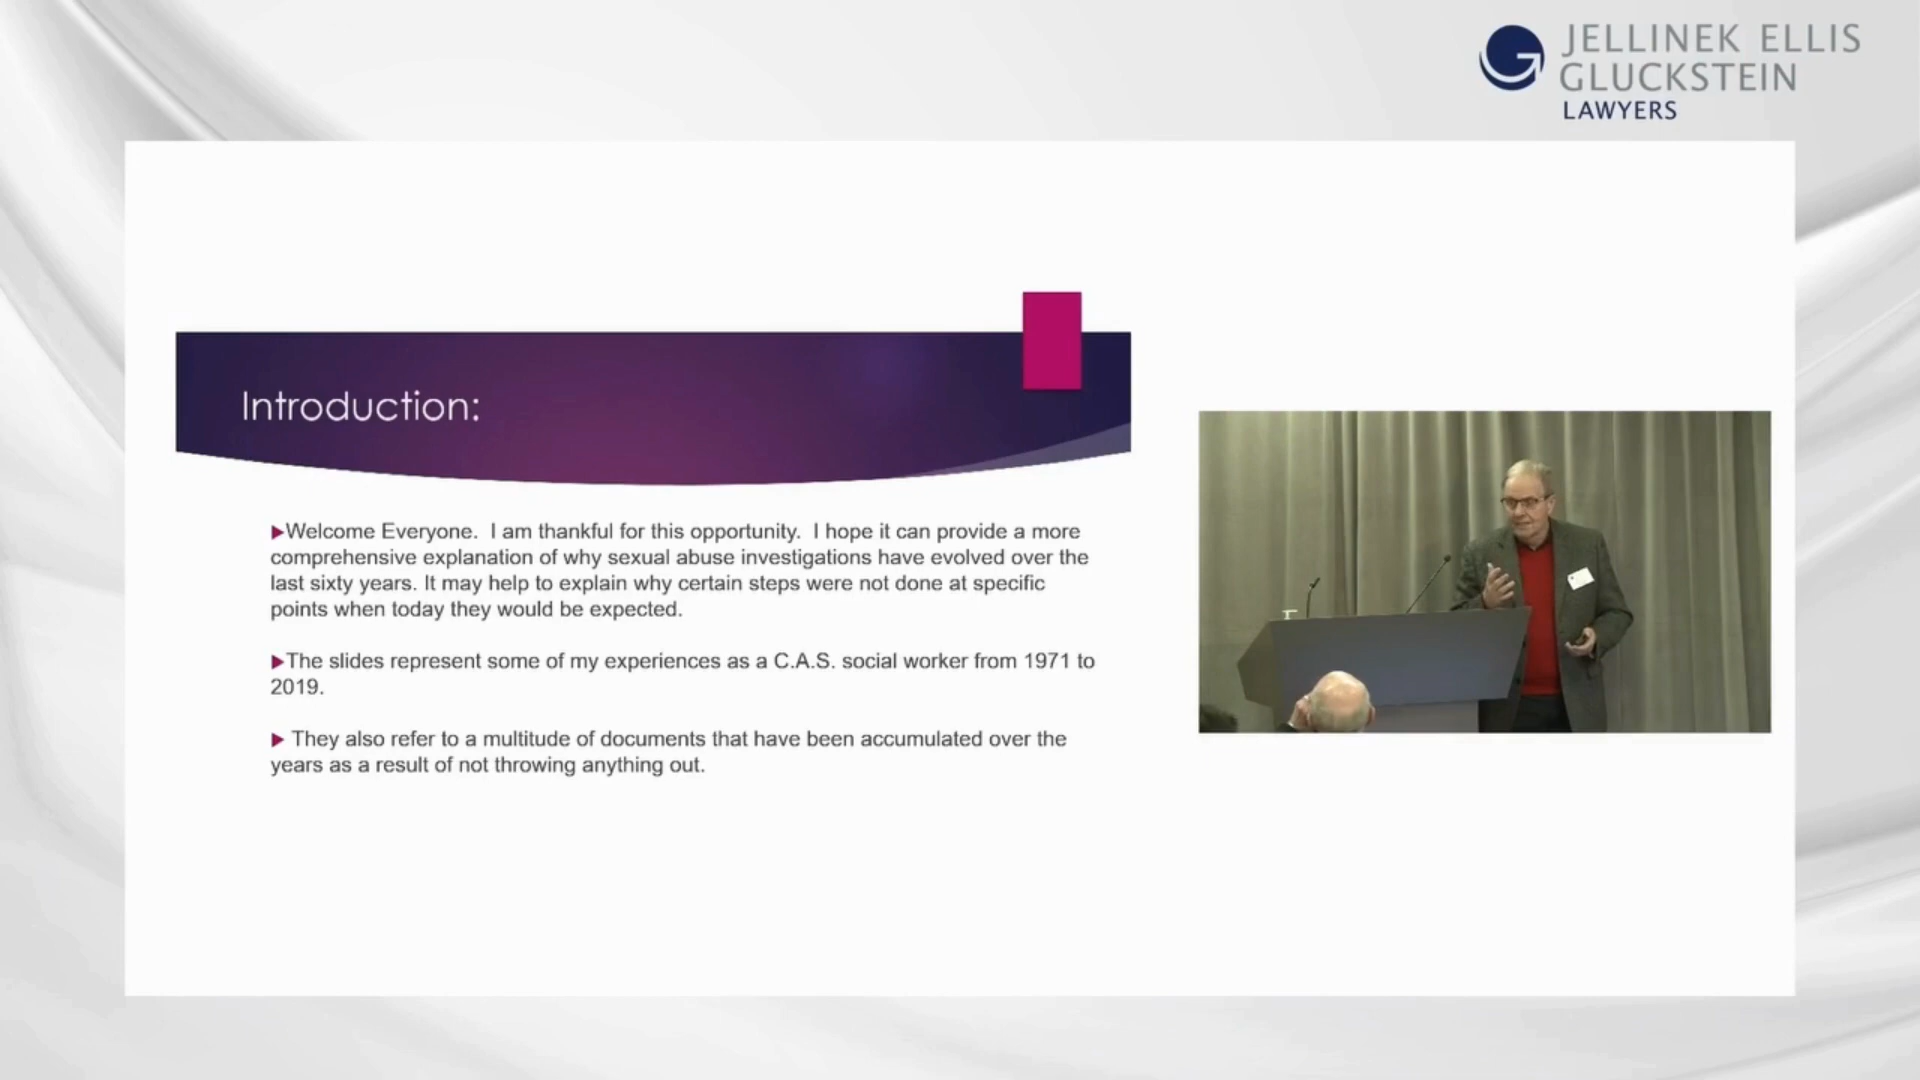 JELLINEK ELLIS
GLUCKSTEIN
LAWYERS
Introduction:
Welcome Everyone.  I am thankful for this opportunity.  I hope it can provide a more
comprehensive explanation of why sexual abuse investigations have evolved over the
last sixty years. It may help to explain why certain steps were not done at specific
points when today they would be expected.
The slides represent some of my experiences as a C.A.S. social worker from 1971 to
2019.
They also refer to a multitude of documents that have been accumulated over the
years as a result of not throwing anything out.